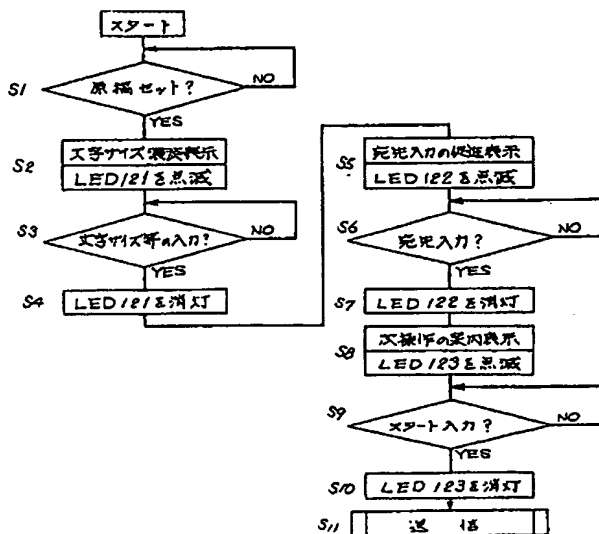 スタート
S1
原稿セット?
NO
YES
S2
文字サイズ 表示
LED121を点滅
S3
文字サイズ等の入力?
NO
YES
S4
LED121を消灯
S5
宛先入力の促進表示
LED122を点滅
S6
宛先入力?
NO
YES
S7
LED122を消灯
S8
次操作の案内表示
LED123を点滅
S9
スタート入力?
NO
YES
S10
LED123を消灯
S11
送信